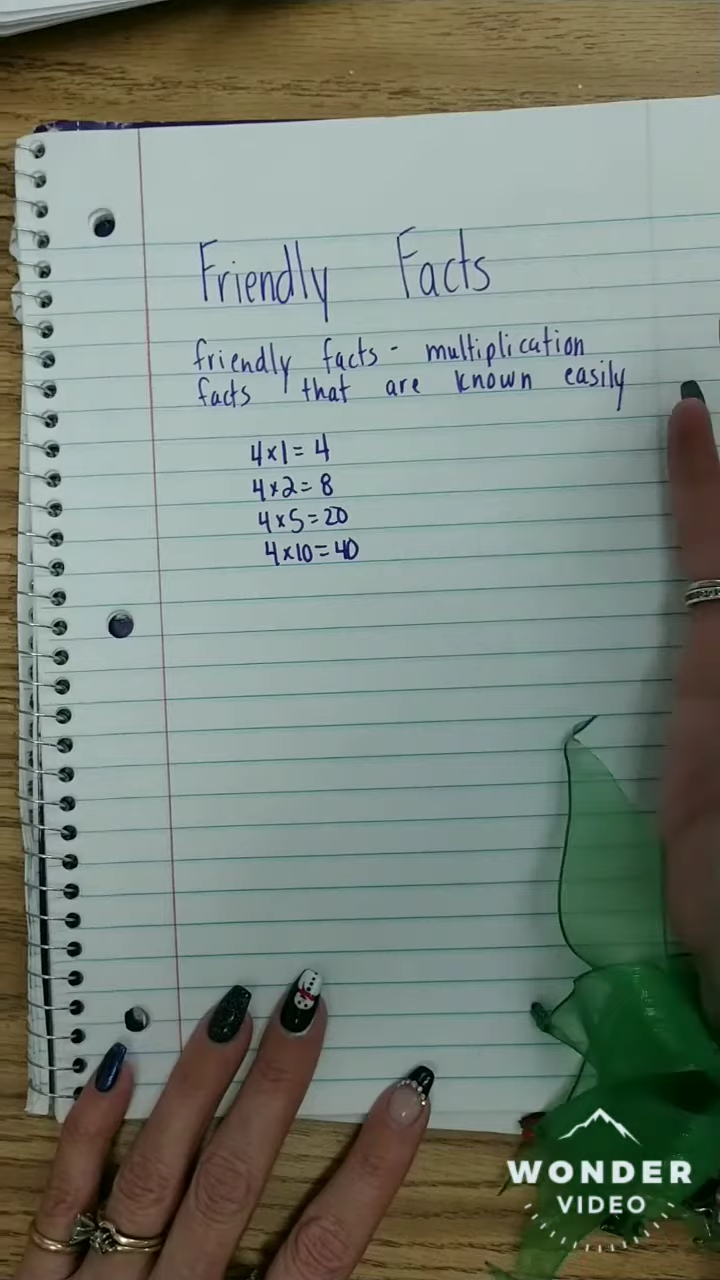 Friendly Facts
friendly facts - multiplication
facts that are known easily
4x1=4
4x2=8
4x5=20
4x10=40
WONDER
VIDEO